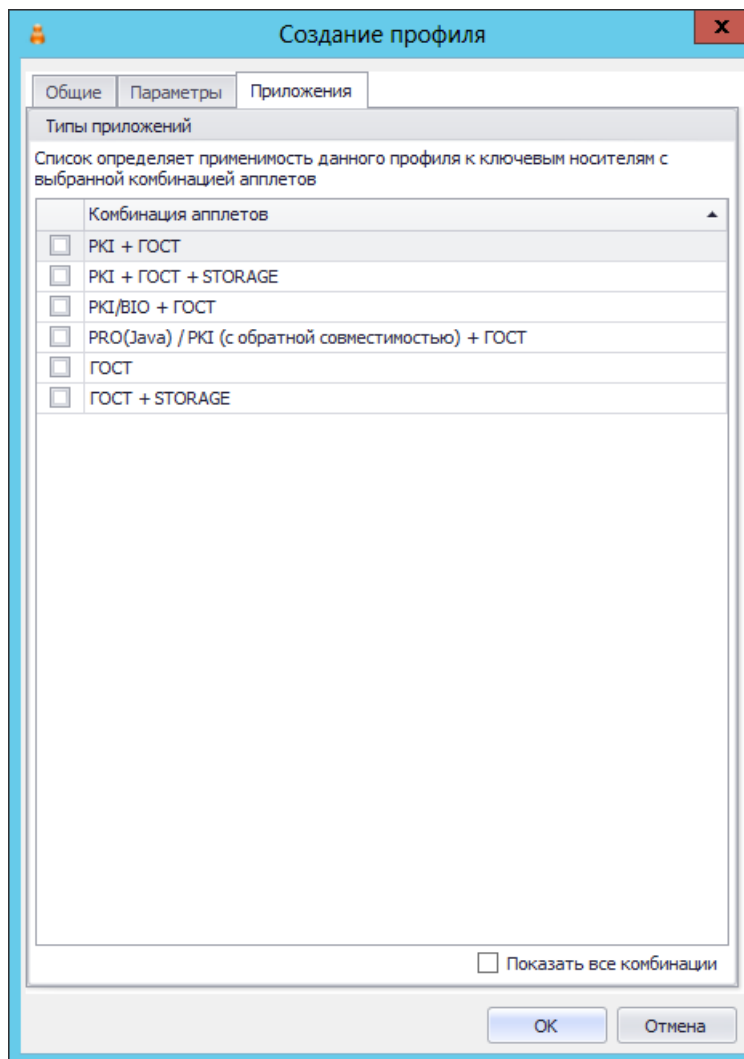 Создание профиля
x
Общие Параметры Приложения
Типы приложений
Список определяет применимость данного профиля к ключевым носителям с
выбранной комбинацией апплетов
Комбинация апплетов
PKI + ГОСТ
PKI + ГОСТ + STORAGE
PKI/BIO + ГОСТ
PRO(Java) / PKI (с обратной совместимостью) + ГОСТ
ГОСТ
ГОСТ + STORAGE
Показать все комбинации
ОК Отмена